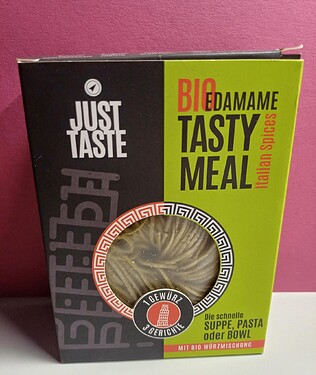 JUST
TASTE
BIO EDAMAME
TASTY
MEAL
Italian Spices
1 GEWÜRZ
3 GERICHTE
Die schnelle
SUPPE, PASTA
oder BOWL
MIT BIO WÜRZMISCHUNG